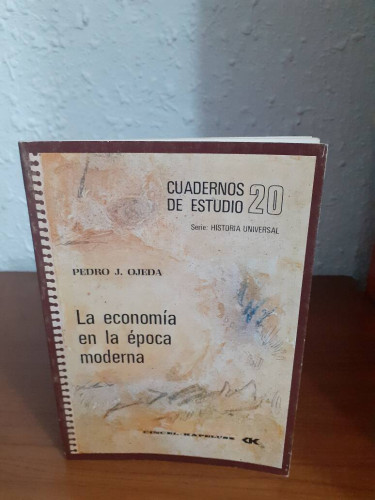 CUADERNOS
DE ESTUDIO 20
Serie: HISTORIA UNIVERSAL
PEDRO J. OJEDA
La economía
en la época
moderna
CINCEL KAPELUSZ